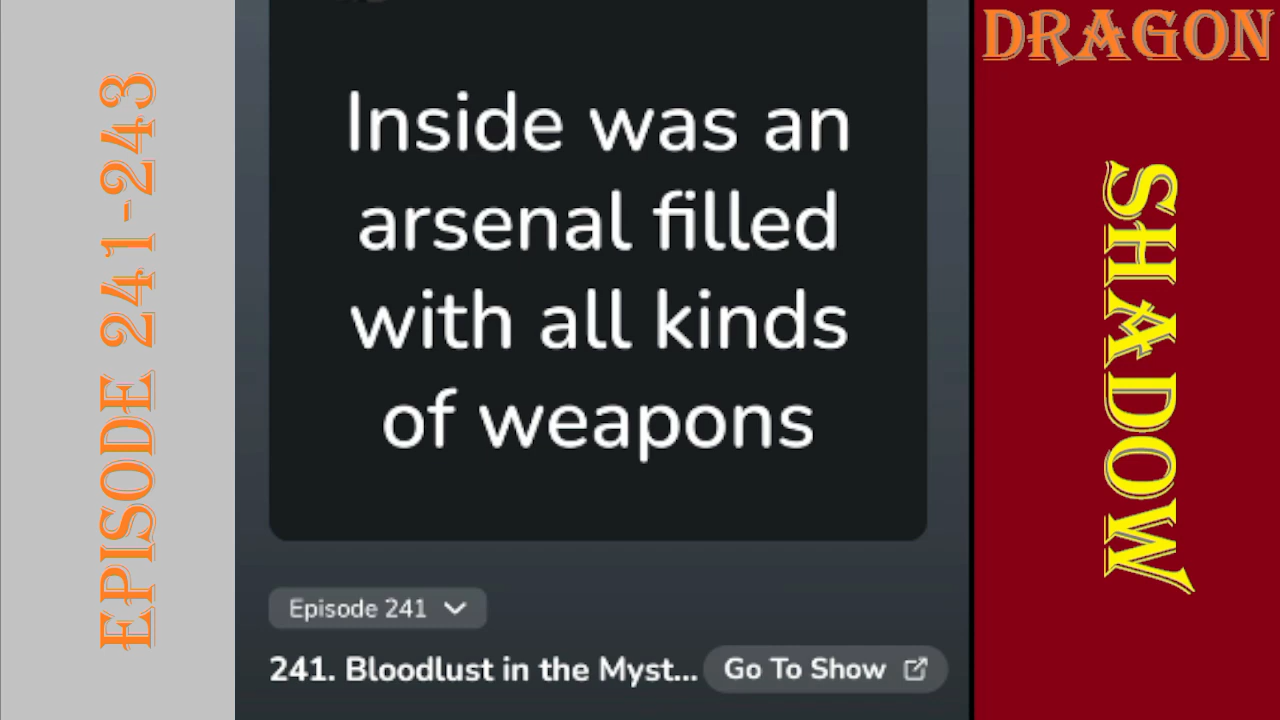 EPISODE 241-243
Inside was an
arsenal filled
with all kinds
of weapons
Episode 241
241. Bloodlust in the Myst...
Go To Show
DRAGON
SHADOW